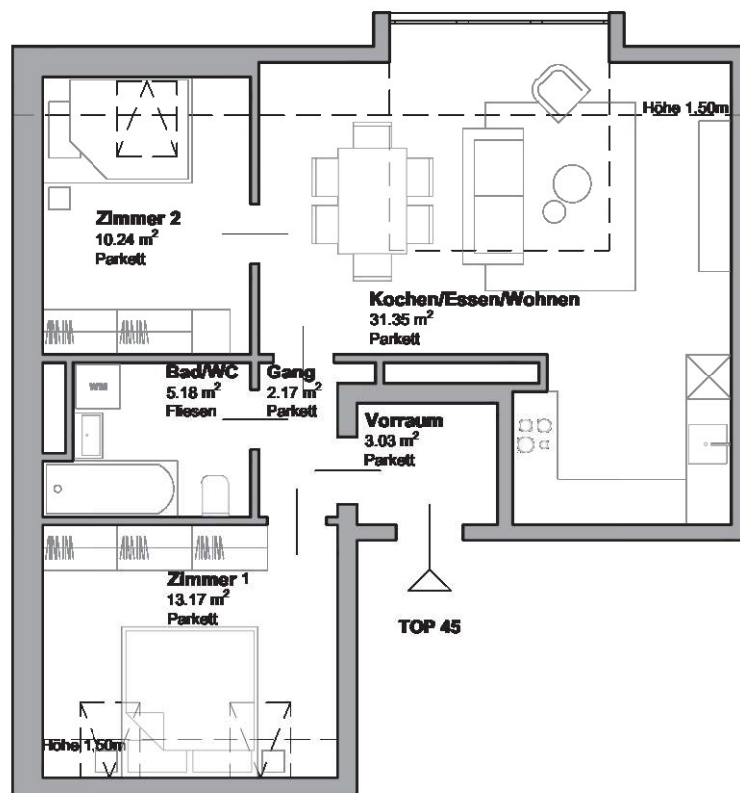 Höhe 1,50m
Zimmer 2
10.24 m²
Parkett
Kochen/Essen/Wohnen
31.35 m²
Parkett
Bad/WC
5.18 m²
Fliesen
WM
Gang
2.17 m²
Parkett
Vorraum
3.03 m²
Parkett
Zimmer 1
13.17 m²
Parkett
TOP 45
Höhe 1,50m